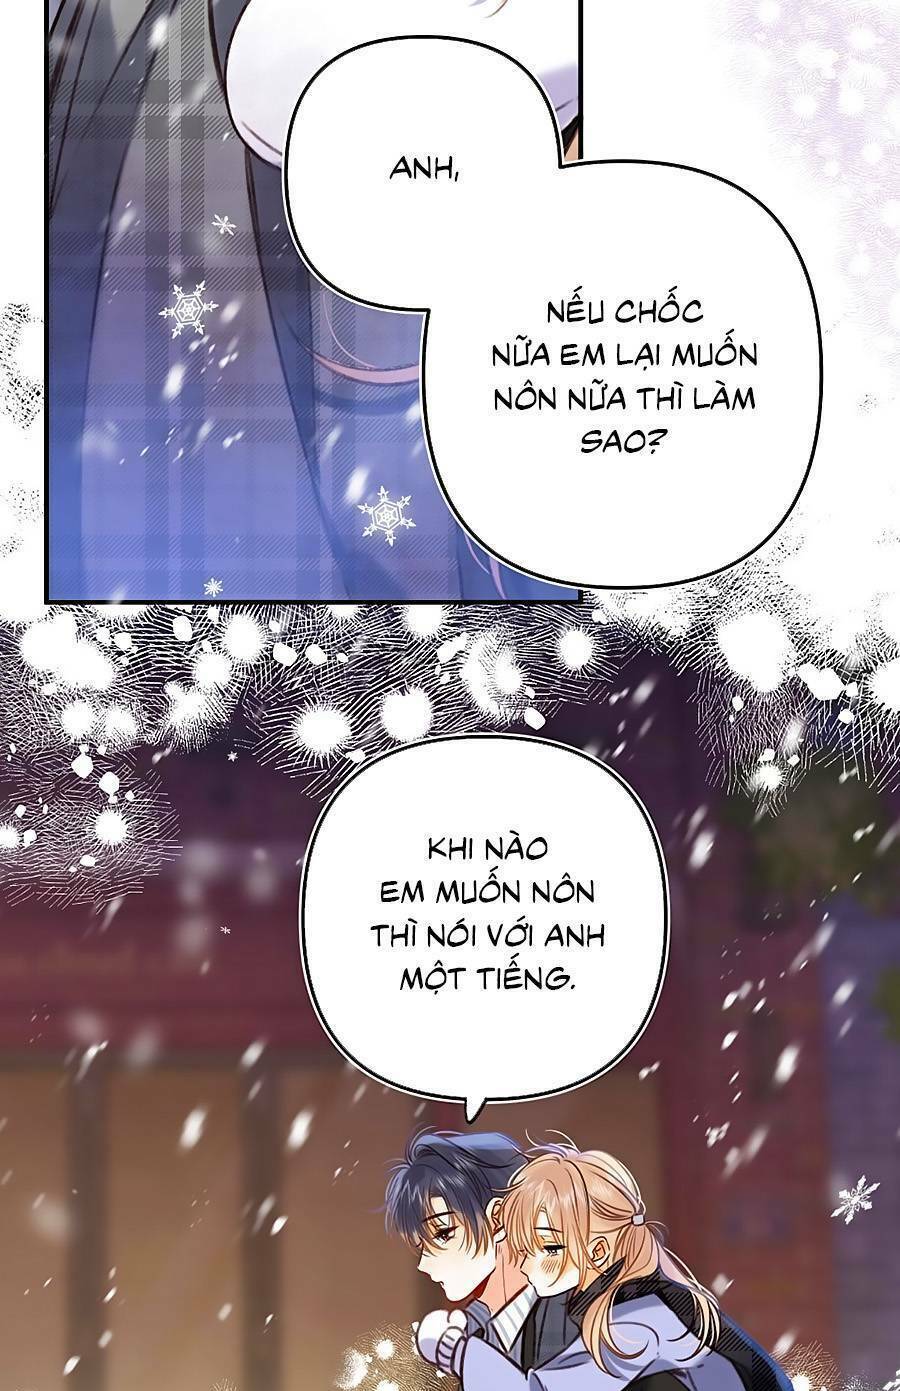 ANH,
NẾU CHỐC
NỮA EM LẠI MUỐN
NÔN NỮA THÌ LÀM
SAO?
KHI NÀO
EM MUỐN NÔN
THÌ NÓI VỚI ANH
MỘT TIẾNG.